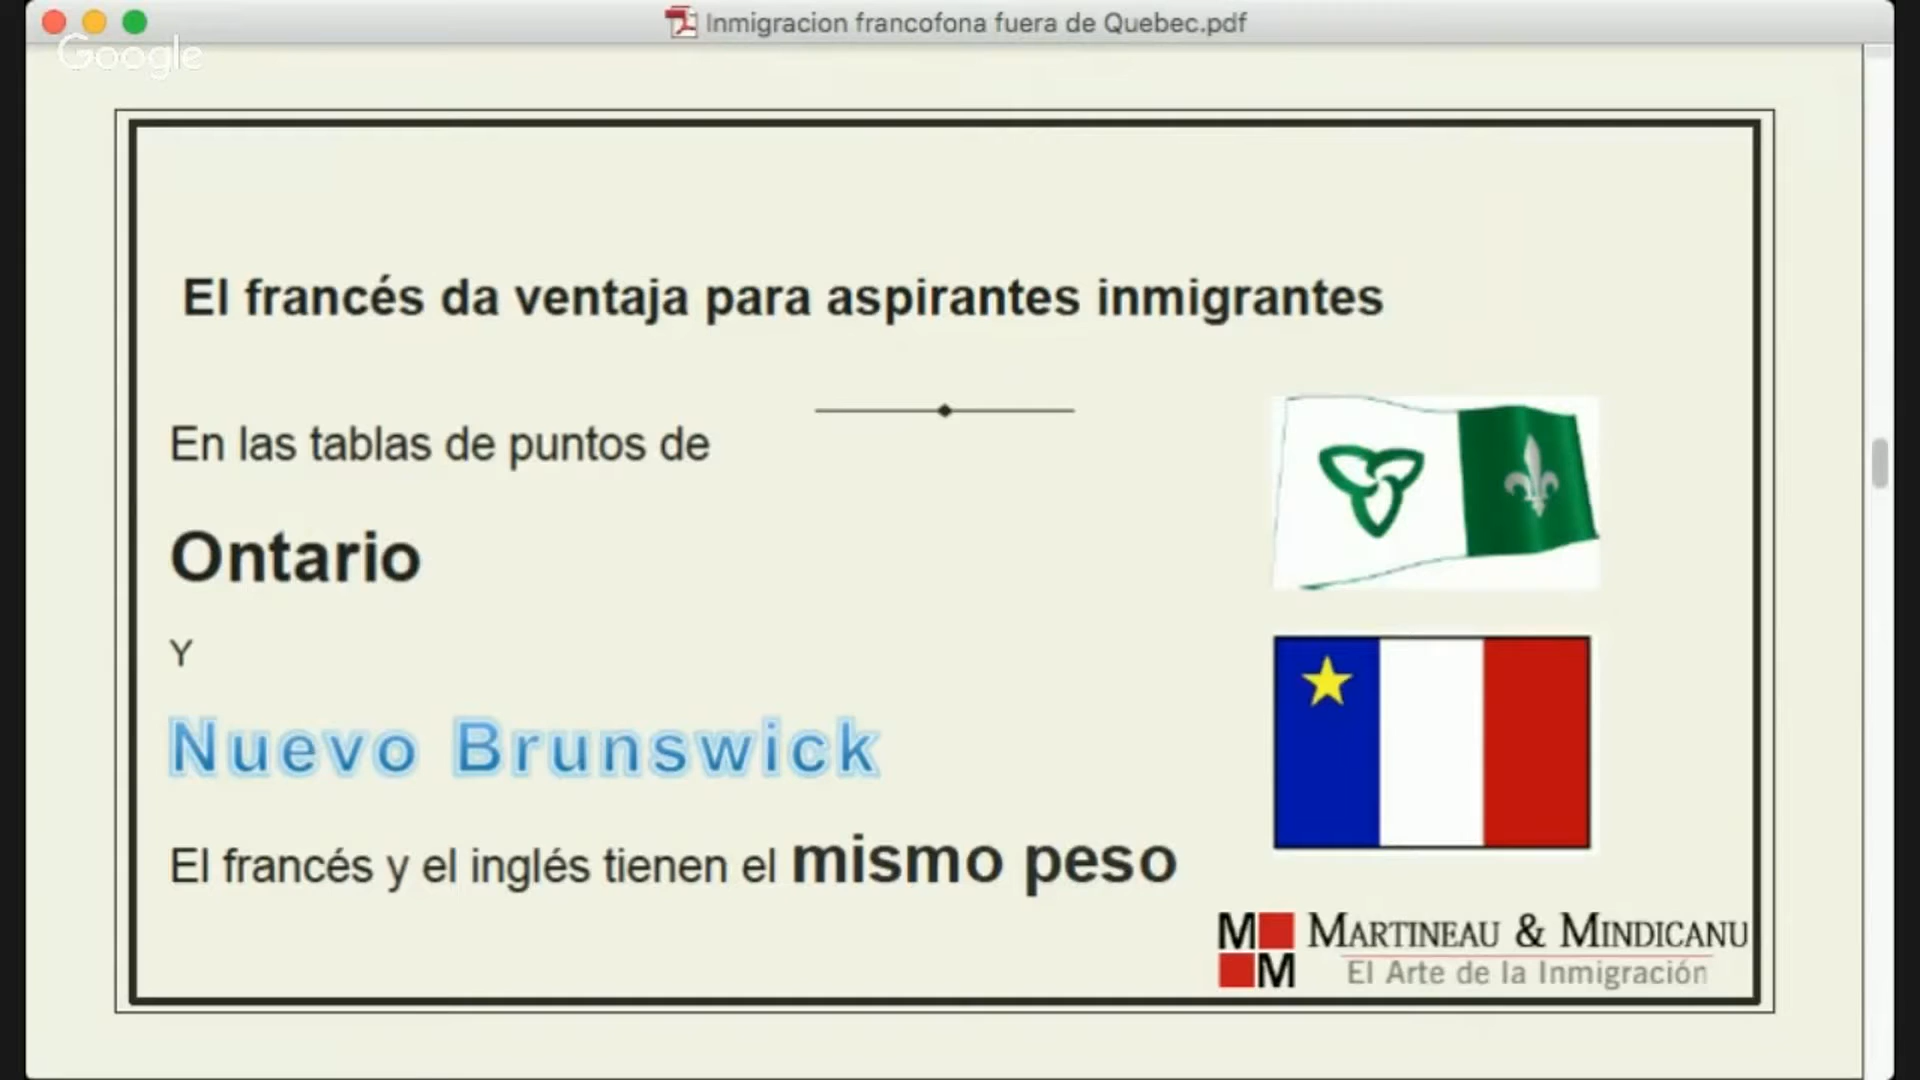 Inmigracion francofona fuera de Quebec.pdf
Google
El francés da ventaja para aspirantes inmigrantes
En las tablas de puntos de
Ontario
Y
Nuevo Brunswick
El francés y el inglés tienen el mismo peso
M MARTINEAU & MINDICANU
M El Arte de la Inmigración